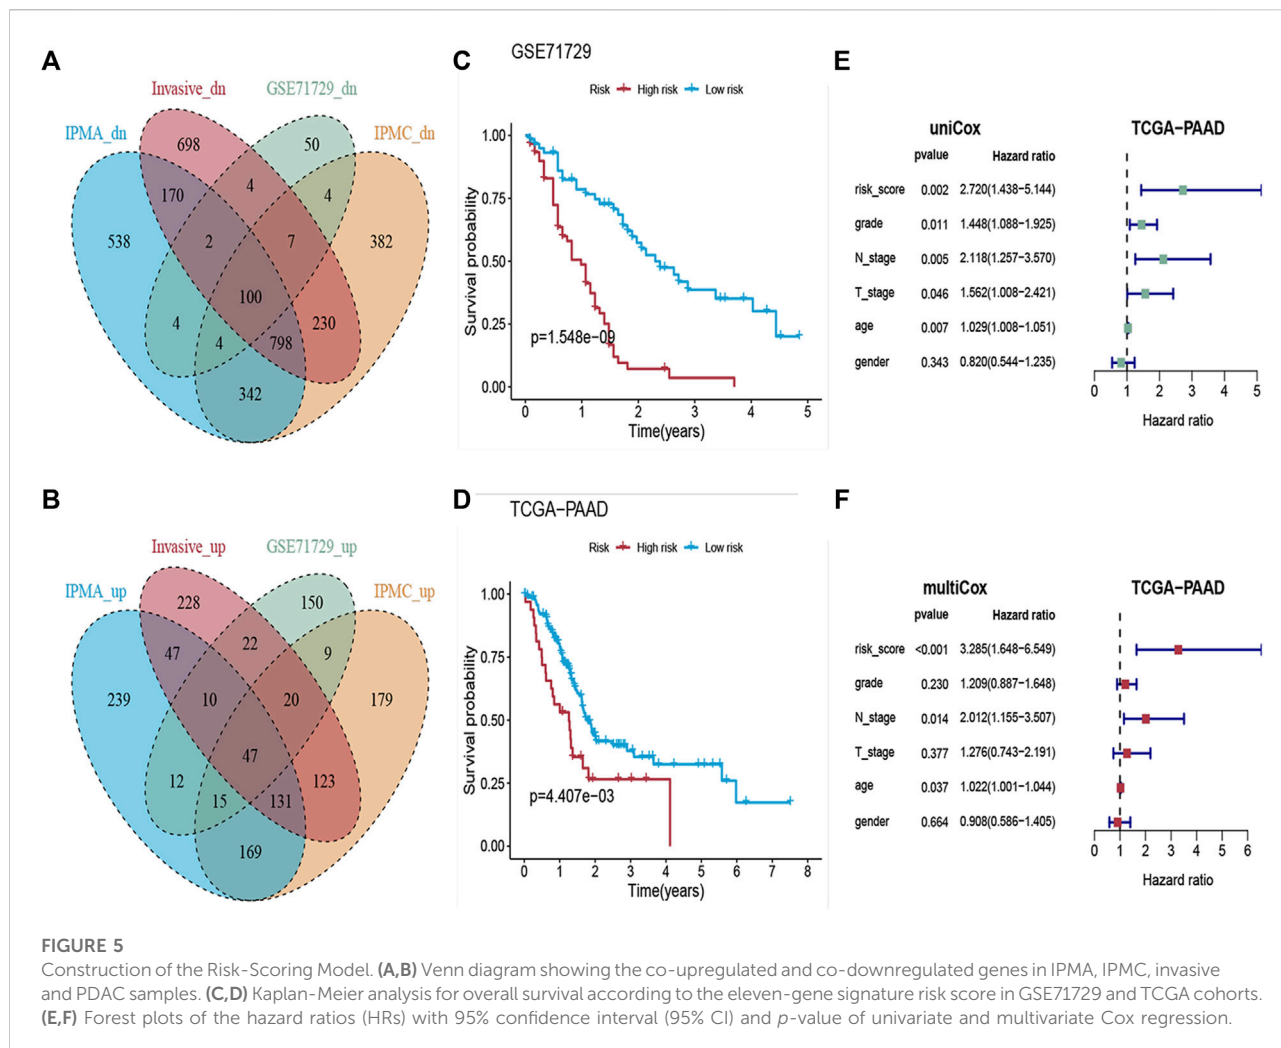 A
Invasive_dn
GSE71729_dn
IPMA_dn
IPMC_dn
698
50
170
4
4
538
2
7
382
100
4
4
798
230
342
B
Invasive_up
GSE71729_up
IPMA_up
IPMC_up
228
150
47
22
9
239
10
20
179
47
12
15
131
123
169
C
GSE71729
Risk High risk Low risk
Survival probability
1.00
0.75
0.50
0.25
0.00
p=1.548e−09
0 1 2 3 4 5
Time(years)
D
TCGA−PAAD
Risk High risk Low risk
Survival probability
1.00
0.75
0.50
0.25
0.00
p=4.407e−03
0 1 2 3 4 5 6 7 8
Time(years)
E
uniCox TCGA−PAAD
pvalue Hazard ratio
risk_score 0.002 2.720(1.438−5.144)
grade 0.011 1.448(1.088−1.925)
N_stage 0.005 2.118(1.257−3.570)
T_stage 0.046 1.562(1.008−2.421)
age 0.007 1.029(1.008−1.051)
gender 0.343 0.820(0.544−1.235)
0 1 2 3 4 5
Hazard ratio
F
multiCox TCGA−PAAD
pvalue Hazard ratio
risk_score <0.001 3.285(1.648−6.549)
grade 0.230 1.209(0.887−1.648)
N_stage 0.014 2.012(1.155−3.507)
T_stage 0.377 1.276(0.743−2.191)
age 0.037 1.022(1.001−1.044)
gender 0.664 0.908(0.586−1.405)
0 1 2 3 4 5 6
Hazard ratio
FIGURE 5
Construction of the Risk-Scoring Model. (A,B) Venn diagram showing the co-upregulated and co-downregulated genes in IPMA, IPMC, invasive
and PDAC samples. (C,D) Kaplan-Meier analysis for overall survival according to the eleven-gene signature risk score in GSE71729 and TCGA cohorts.
(E,F) Forest plots of the hazard ratios (HRs) with 95% confidence interval (95% CI) and p-value of univariate and multivariate Cox regression.